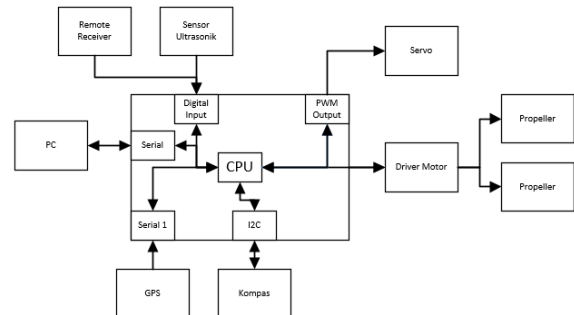 Remote
Receiver
Sensor
Ultrasonik
Servo
Digital
Input
PWM
Output
Propeller
PC
Serial
CPU
Driver Motor
Propeller
Serial 1
I2C
GPS
Kompas